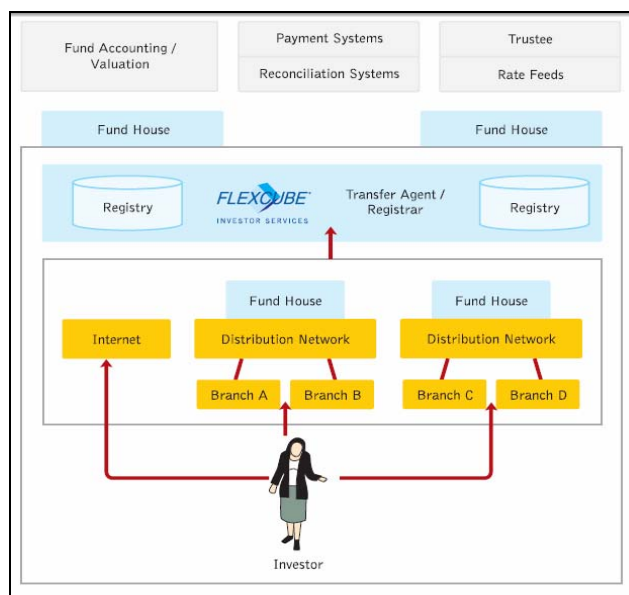 Fund Accounting /
Valuation
Payment Systems
Reconciliation Systems
Trustee
Rate Feeds
Fund House
Fund House
Registry
FLEXCUBE™
INVESTOR SERVICES
Transfer Agent /
Registrar
Registry
Fund House
Fund House
Internet
Distribution Network
Distribution Network
Branch A
Branch B
Branch C
Branch D
Investor